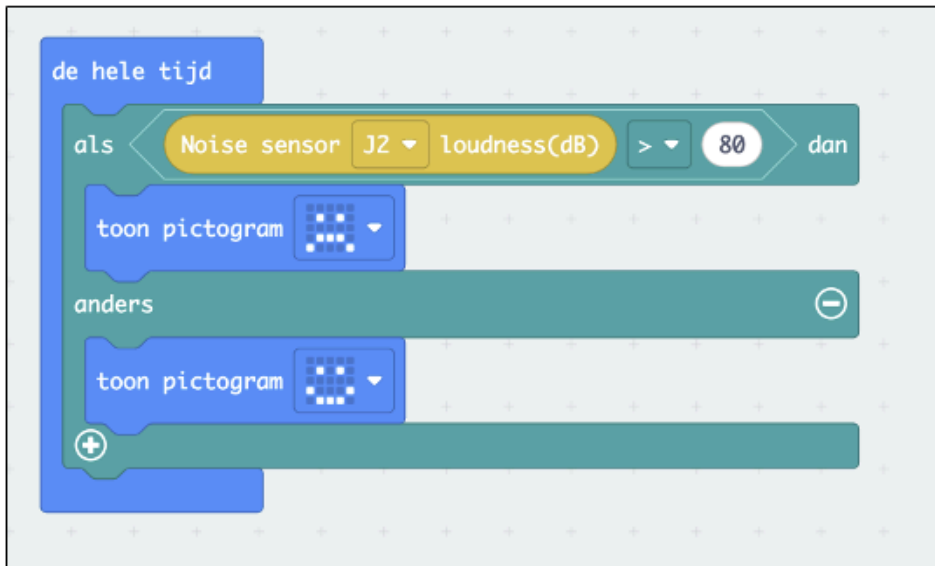 de hele tijd
als Noise sensor J2 loudness(dB) > 80 dan
toon pictogram
anders
toon pictogram